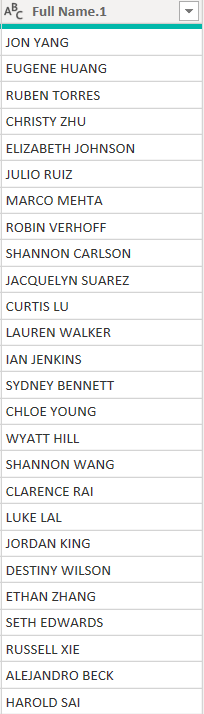 ABC Full Name.1
JON YANG
EUGENE HUANG
RUBEN TORRES
CHRISTY ZHU
ELIZABETH JOHNSON
JULIO RUIZ
MARCO MEHTA
ROBIN VERHOFF
SHANNON CARLSON
JACQUELYN SUAREZ
CURTIS LU
LAUREN WALKER
IAN JENKINS
SYDNEY BENNETT
CHLOE YOUNG
WYATT HILL
SHANNON WANG
CLARENCE RAI
LUKE LAL
JORDAN KING
DESTINY WILSON
ETHAN ZHANG
SETH EDWARDS
RUSSELL XIE
ALEJANDRO BECK
HAROLD SAI